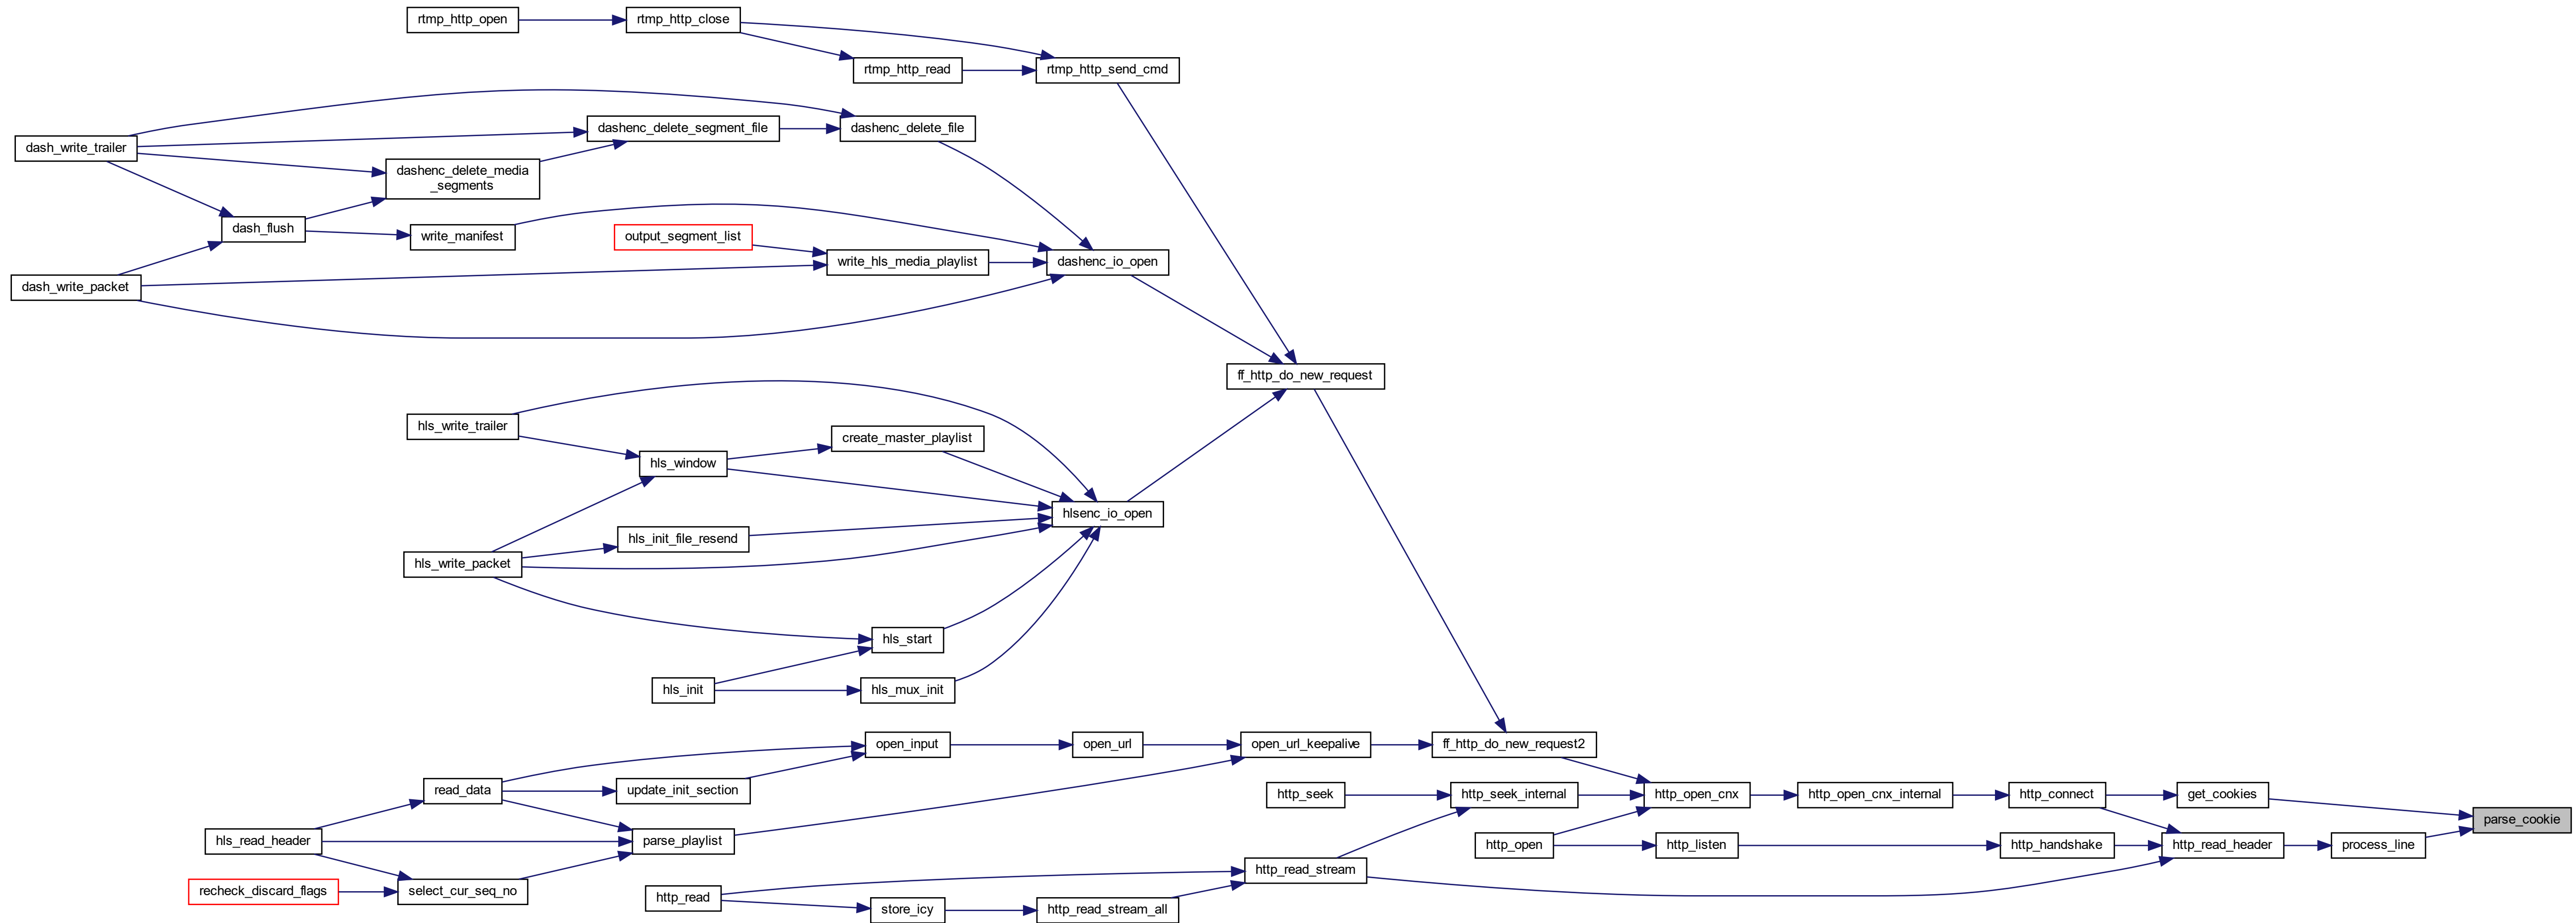 rtmp_http_open
rtmp_http_close
rtmp_http_read
rtmp_http_send_cmd
dash_write_trailer
dashenc_delete_segment_file
dashenc_delete_file
dashenc_delete_media
_segments
dash_flush
write_manifest
output_segment_list
write_hls_media_playlist
dashenc_io_open
dash_write_packet
ff_http_do_new_request
hls_write_trailer
create_master_playlist
hls_window
hlsenc_io_open
hls_init_file_resend
hls_write_packet
hls_start
hls_init
hls_mux_init
open_input
open_url
open_url_keepalive
ff_http_do_new_request2
read_data
update_init_section
http_seek
http_seek_internal
http_open_cnx
http_open_cnx_internal
http_connect
get_cookies
parse_cookie
hls_read_header
parse_playlist
http_open
http_listen
http_handshake
http_read_header
process_line
recheck_discard_flags
select_cur_seq_no
http_read_stream
http_read
store_icy
http_read_stream_all